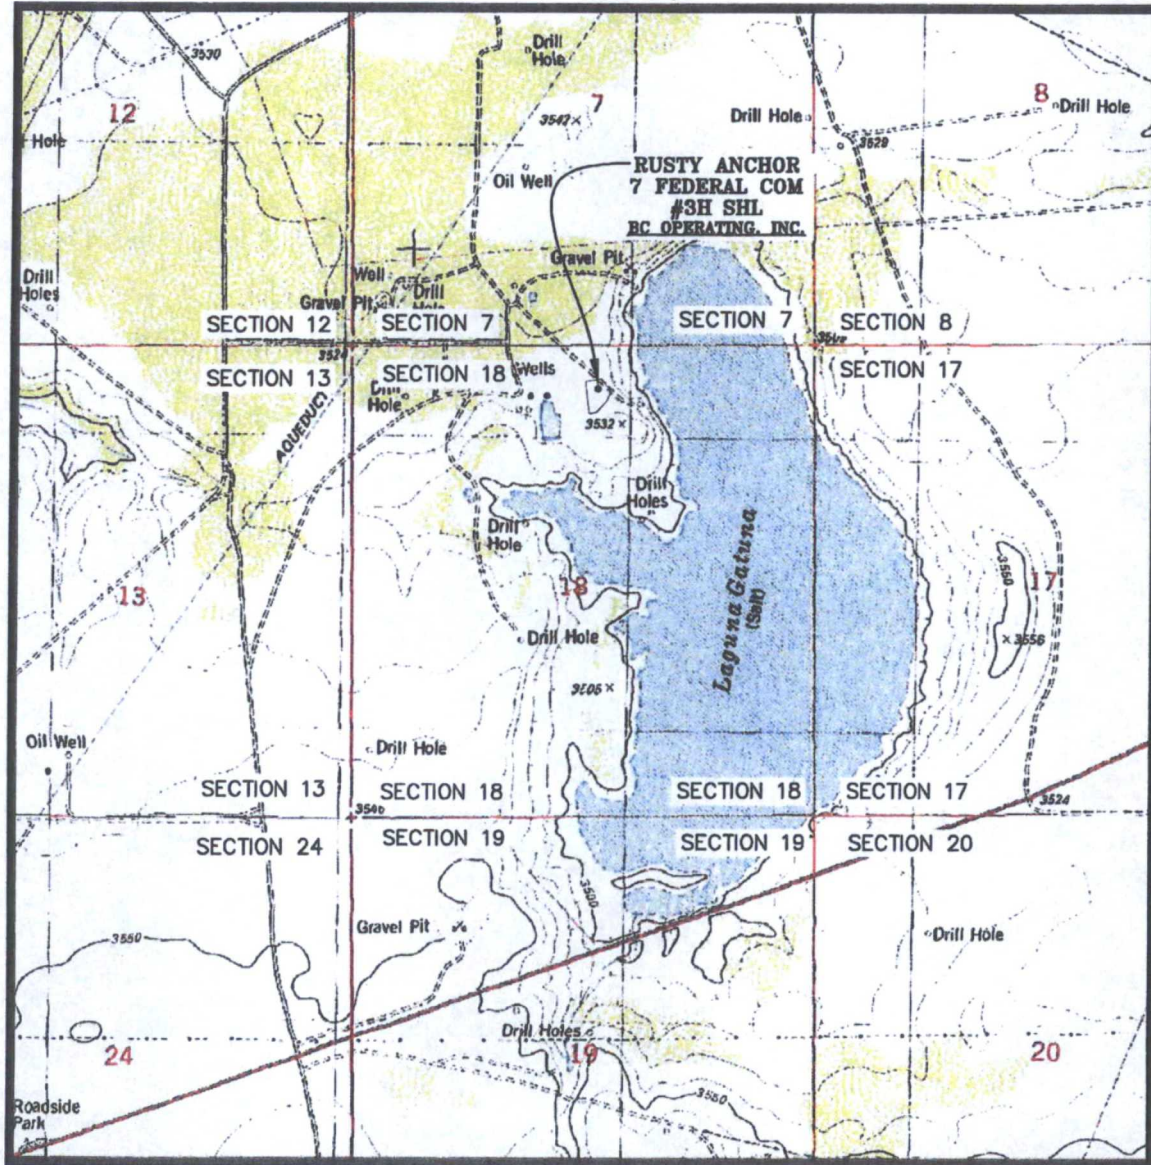 3530
12
Hole
Drill
Hole
7
3542
8
Drill Hole
Drill Hole
3529
Oil Well
RUSTY ANCHOR
7 FEDERAL COM
#3H SHL
BC OPERATING, INC.
Drill
Holes
Well
Gravel Pit
Gravel Pit
Drill
SECTION 12
SECTION 7
SECTION 7
SECTION 8
SECTION 13
SECTION 18
Wells
SECTION 17
Hole
AQUEDUCT
3532
Drill
Holes
Drill
Hole
13
18
Laguna Gatuna
(Salt)
3550
17
3556
Drill Hole
3505
Oil Well
Drill Hole
SECTION 13
SECTION 18
SECTION 18
SECTION 17
3524
SECTION 24
SECTION 19
SECTION 19
SECTION 20
3500
Gravel Pit
3550
Drill Hole
Drill Holes
24
19
20
3550
Roadside
Park